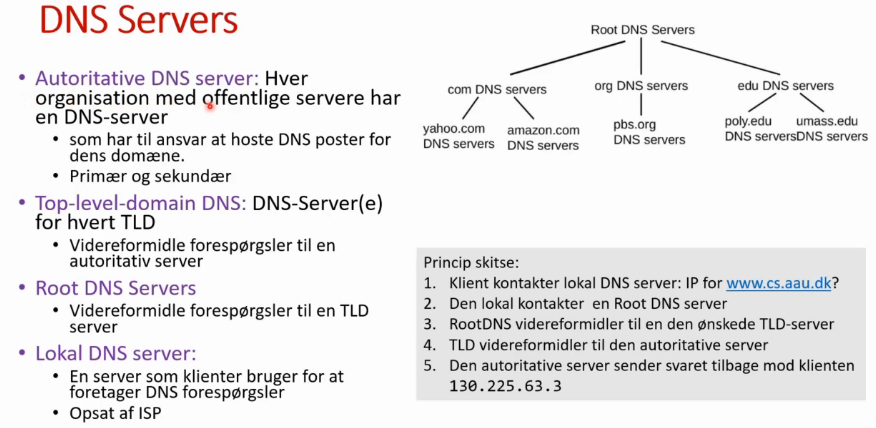 DNS Servers
• Autoritative DNS server: Hver
organisation med offentlige servere har
en DNS-server
• som har til ansvar at hoste DNS poster for
dens domæne.
• Primær og sekundær
• Top-level-domain DNS: DNS-Server(e)
for hvert TLD
• Videreformidle forespørgsler til en
autoritativ server
• Root DNS Servers
• Videreformidle forespørgsler til en TLD
server
• Lokal DNS server:
• En server som klienter bruger for at
foretager DNS forespørgsler
• Opsat af ISP
Root DNS Servers
com DNS servers
org DNS servers
edu DNS servers
yahoo.com
DNS servers
amazon.com
DNS servers
pbs.org
DNS servers
poly.edu
DNS servers
umass.edu
DNS servers
Princip skitse:
1. Klient kontakter lokal DNS server: IP for www.cs.aau.dk?
2. Den lokal kontakter en Root DNS server
3. RootDNS videreformidler til en den ønskede TLD-server
4. TLD videreformidler til den autoritative server
5. Den autoritative server sender svaret tilbage mod klienten
130.225.63.3